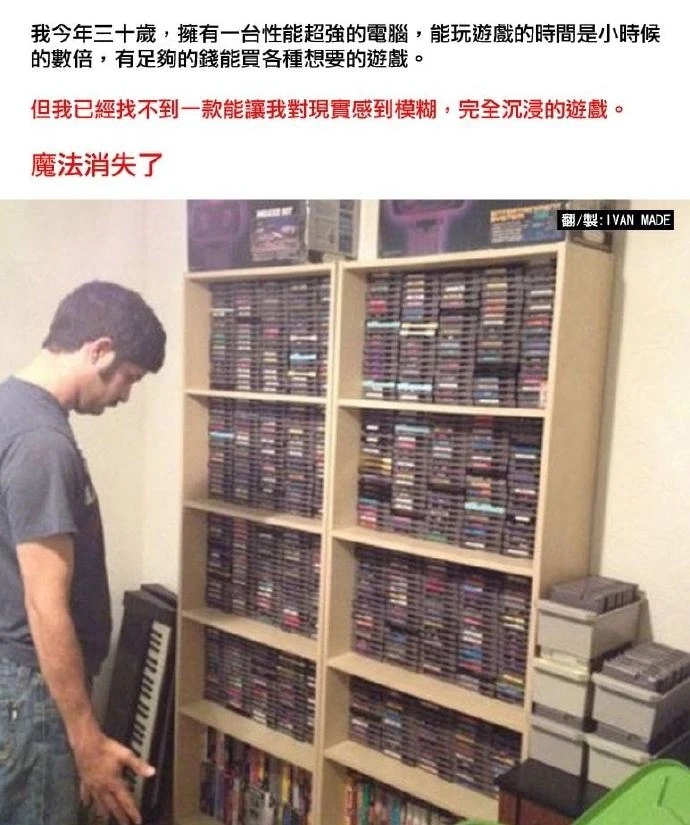 我今年三十歲，擁有一台性能超強的電腦，能玩遊戲的時間是小時候
的數倍，有足夠的錢能買各種想要的遊戲。
但我已經找不到一款能讓我對現實感到模糊，完全沉浸的遊戲。
魔法消失了
翻/製:IVAN MADE